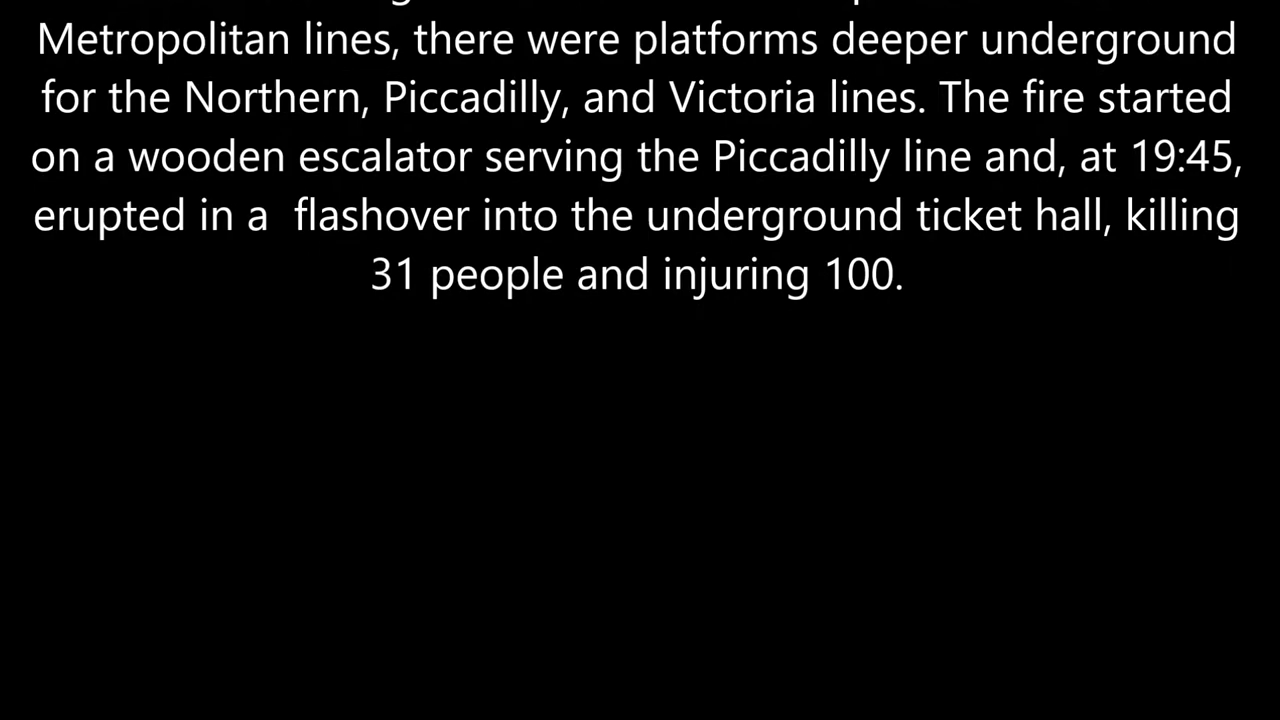 Metropolitan lines, there were platforms deeper underground
for the Northern, Piccadilly, and Victoria lines. The fire started
on a wooden escalator serving the Piccadilly line and, at 19:45,
erupted in a  flashover into the underground ticket hall, killing
31 people and injuring 100.